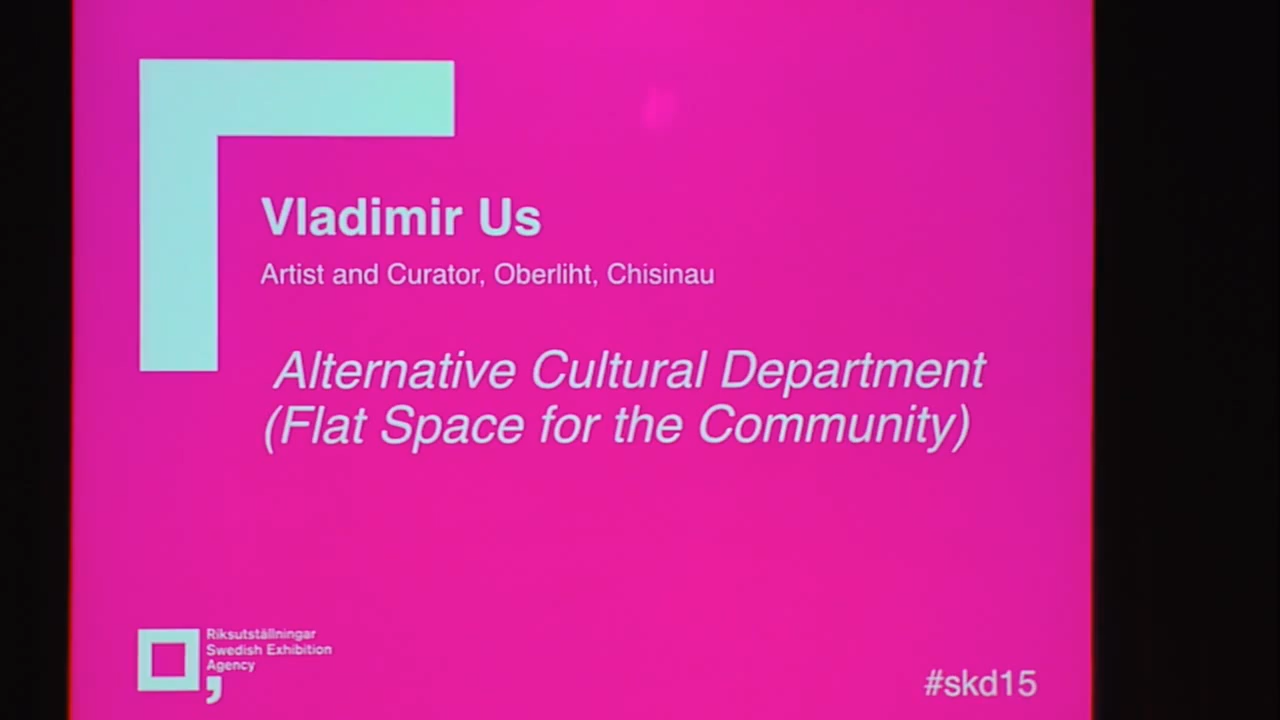 Vladimir Us
Artist and Curator, Oberliht, Chisinau
Alternative Cultural Department
(Flat Space for the Community)
Riksutställningar
Swedish Exhibition
Agency
#skd15